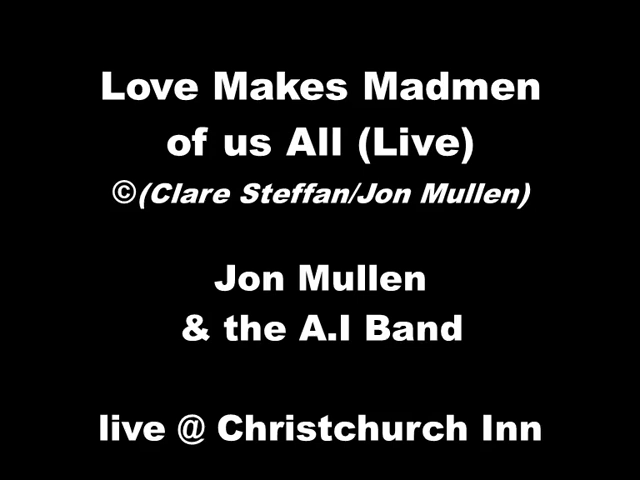 Love Makes Madmen
of us All (Live)
©(Clare Steffan/Jon Mullen)
Jon Mullen
& the A.I Band
live @ Christchurch Inn